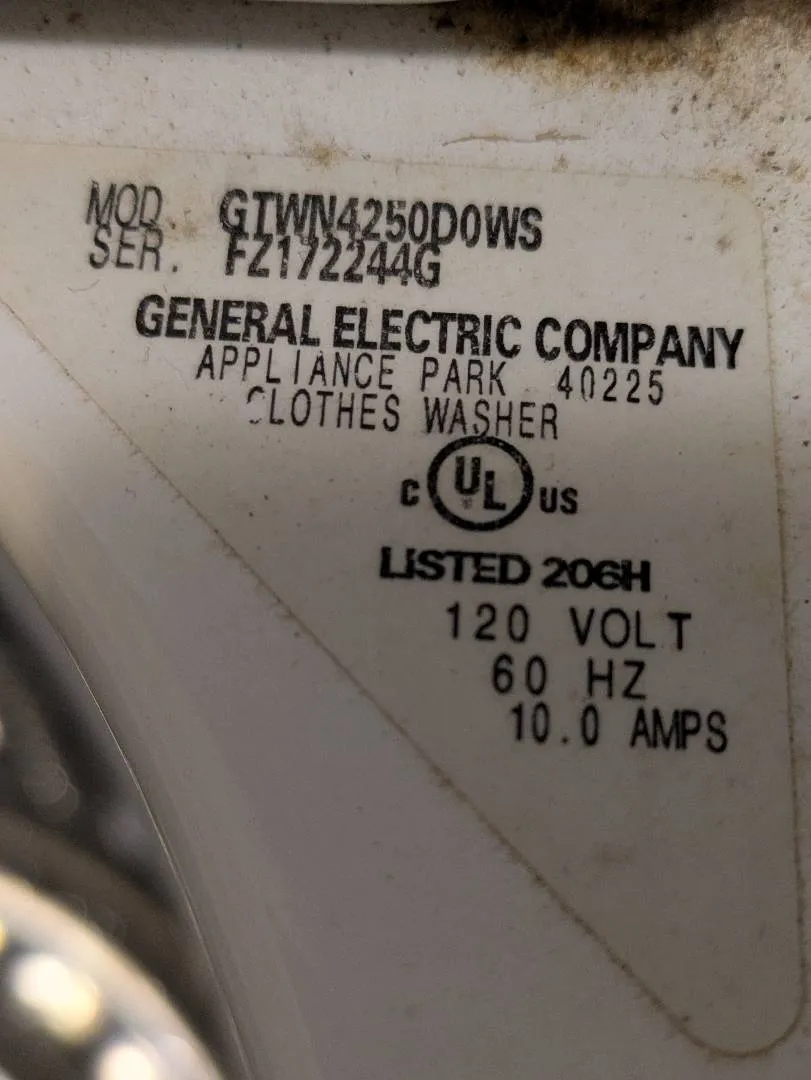 MOD. GTWN4250D0WS
SER. FZ172244G
GENERAL ELECTRIC COMPANY
APPLIANCE PARK 40225
CLOTHES WASHER
C UL US
LISTED 206H
120 VOLT
60 HZ
10.0 AMPS